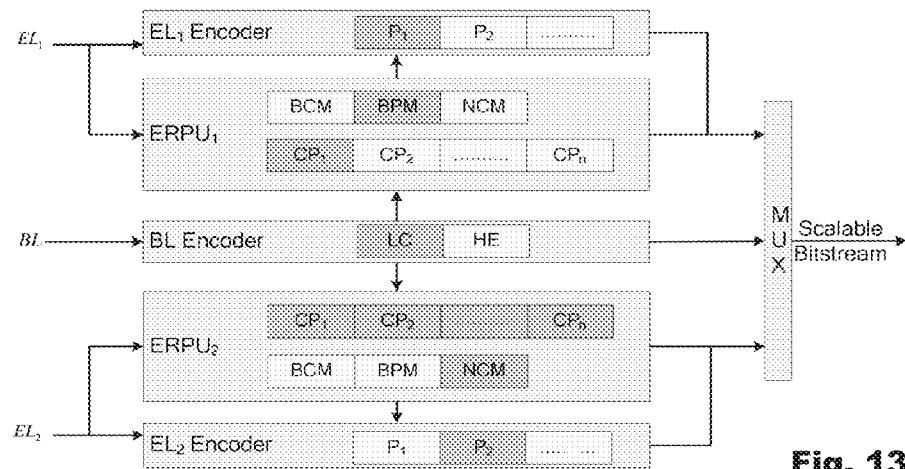 EL₁
EL₁ Encoder
P₁ P₂ ..........
BCM BPM NCM
ERPU₁
CP₁ CP₂ .......... CPₙ
BL
BL Encoder
LC HE
MUX
Scalable
Bitstream
CP₁ CP₂ CPₙ
ERPU₂
BCM BPM NCM
EL₂
EL₂ Encoder
P₁ P₂ ..........
Fig. 13